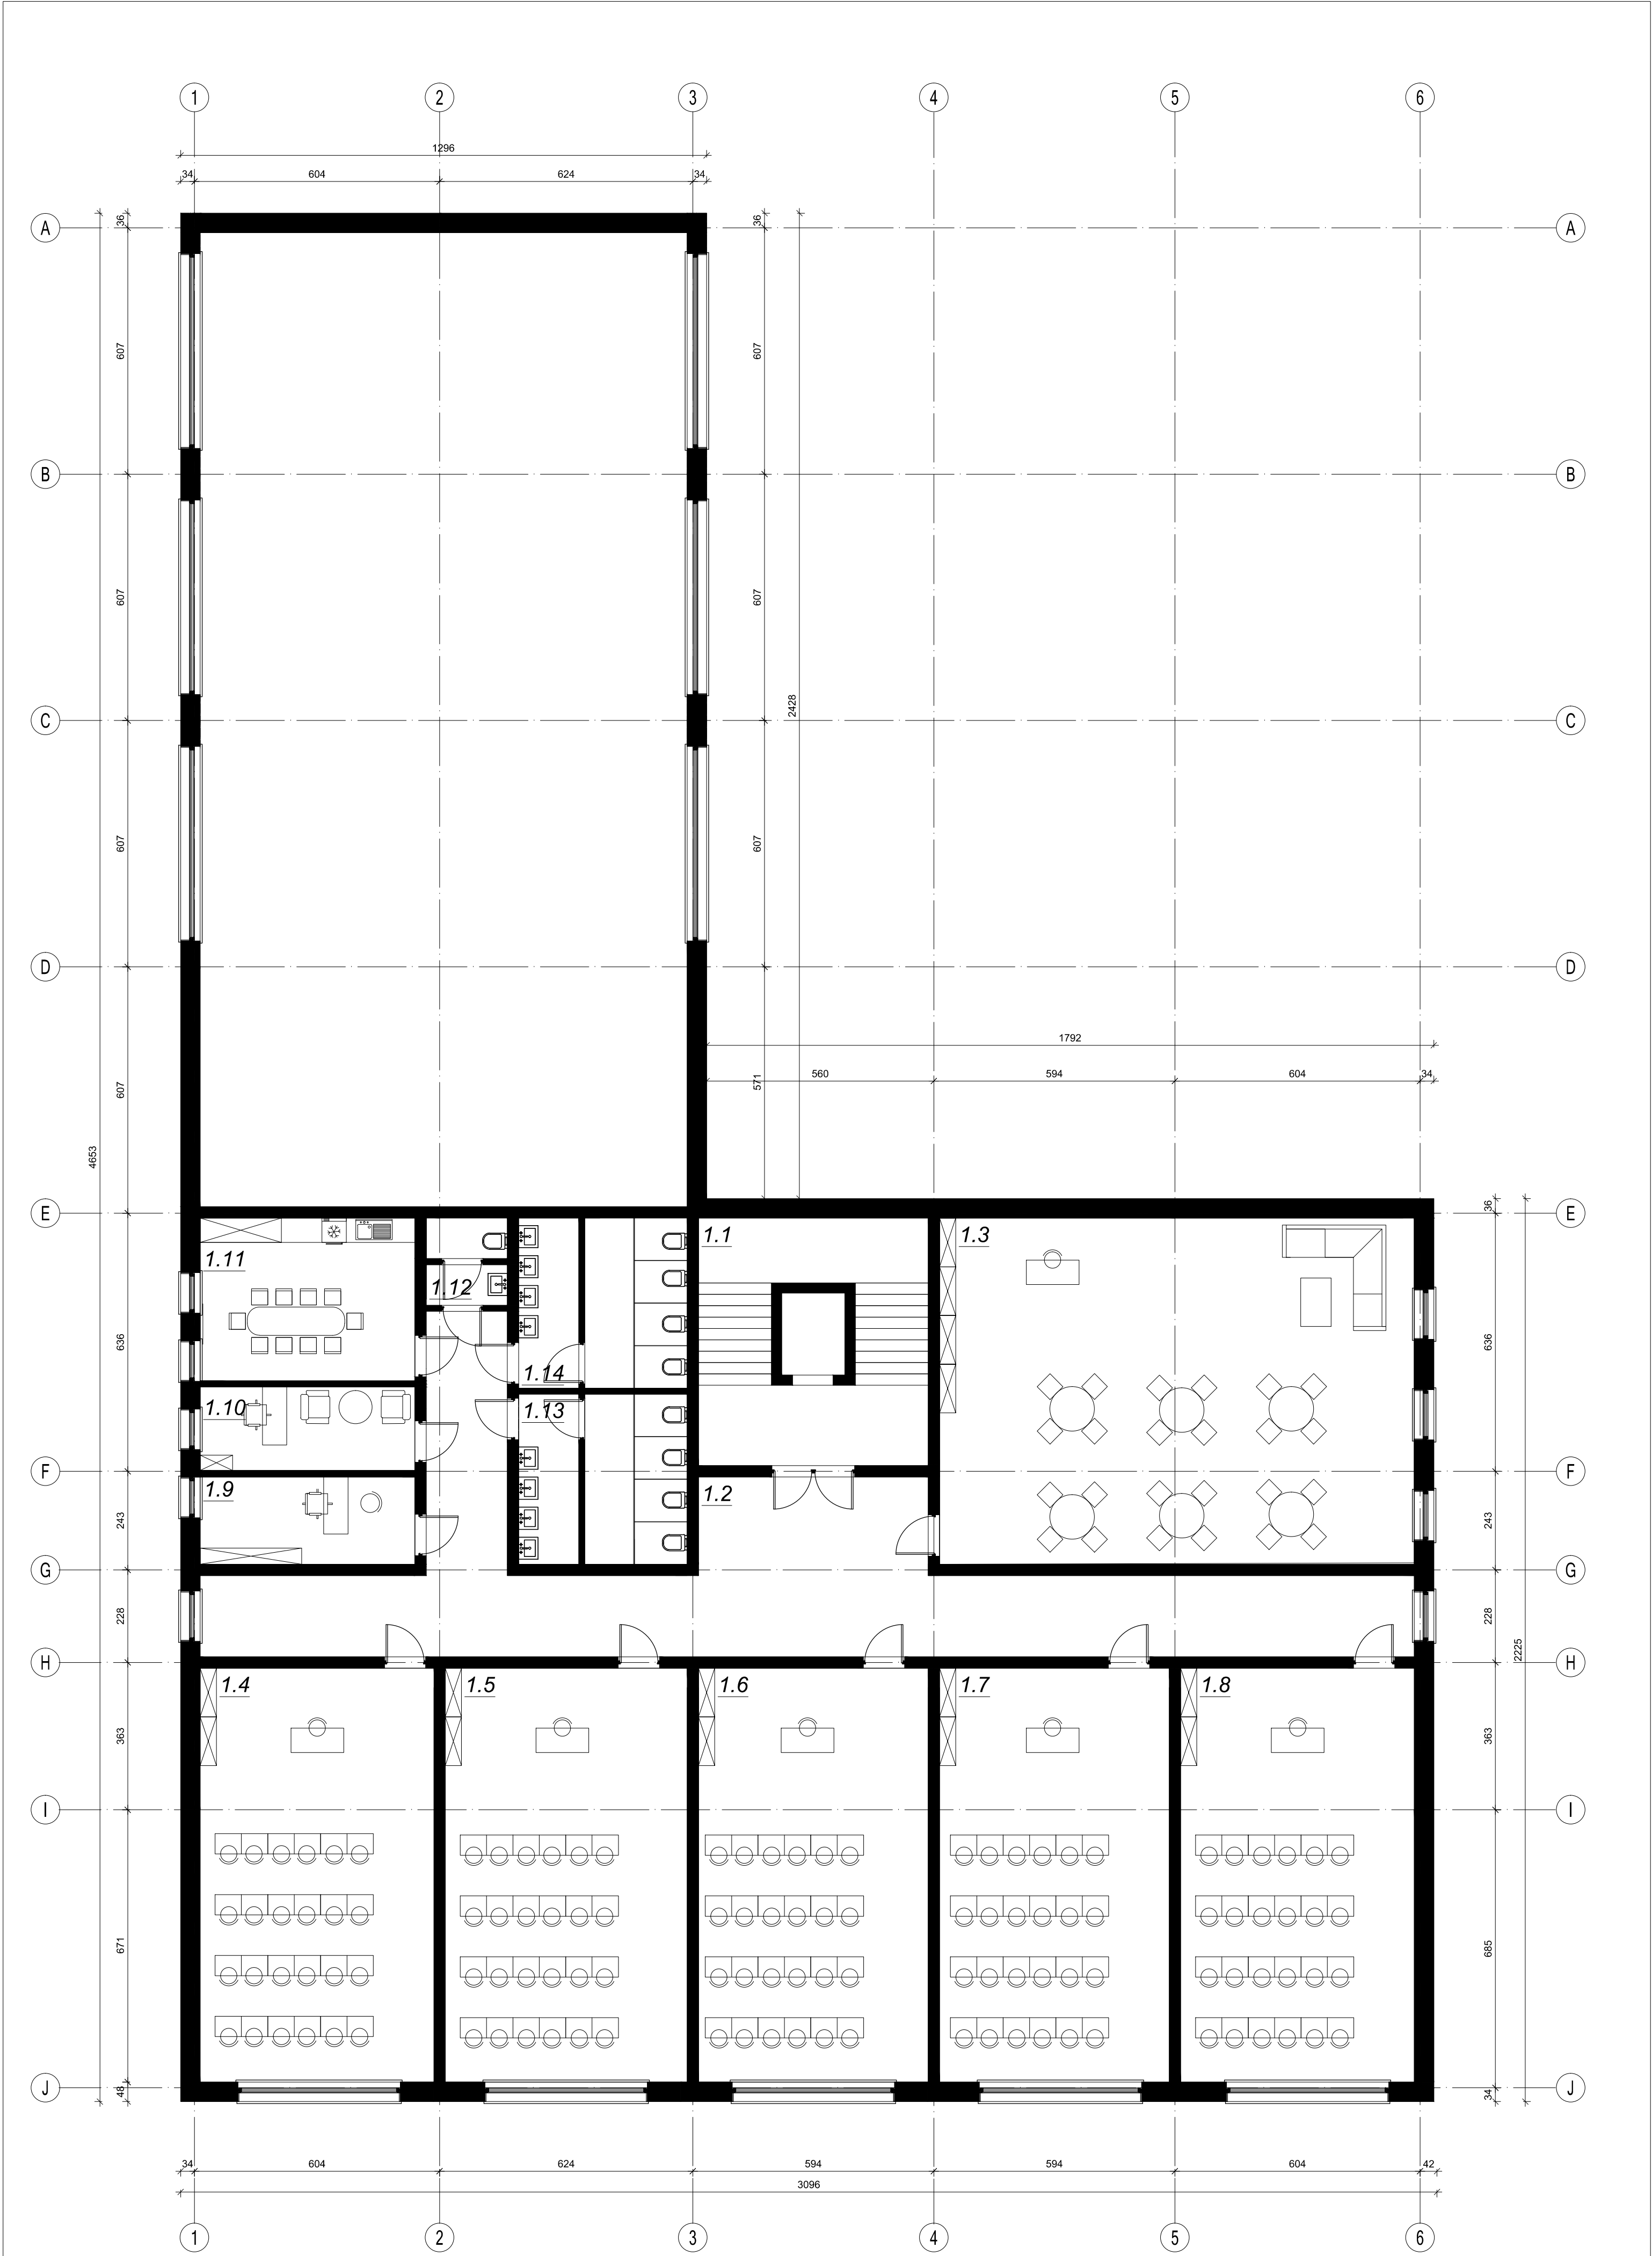 1 2 3 4 5 6
1296
34 604 624 34
A 36 36 A
607 607
B B
607 2428 607
C C
607 607
D D
1792
560 594 604 34
607 571
4653
E 36 E
1.11 1.12 1.14 1.1 1.3
636 636
1.10 1.13
F F
1.9 1.2
243 243
G G
228 228
2225
H H
1.4 1.5 1.6 1.7 1.8
363 363
I I
671 685
J 48 34 J
34 604 624 594 594 604 42
3096
1 2 3 4 5 6